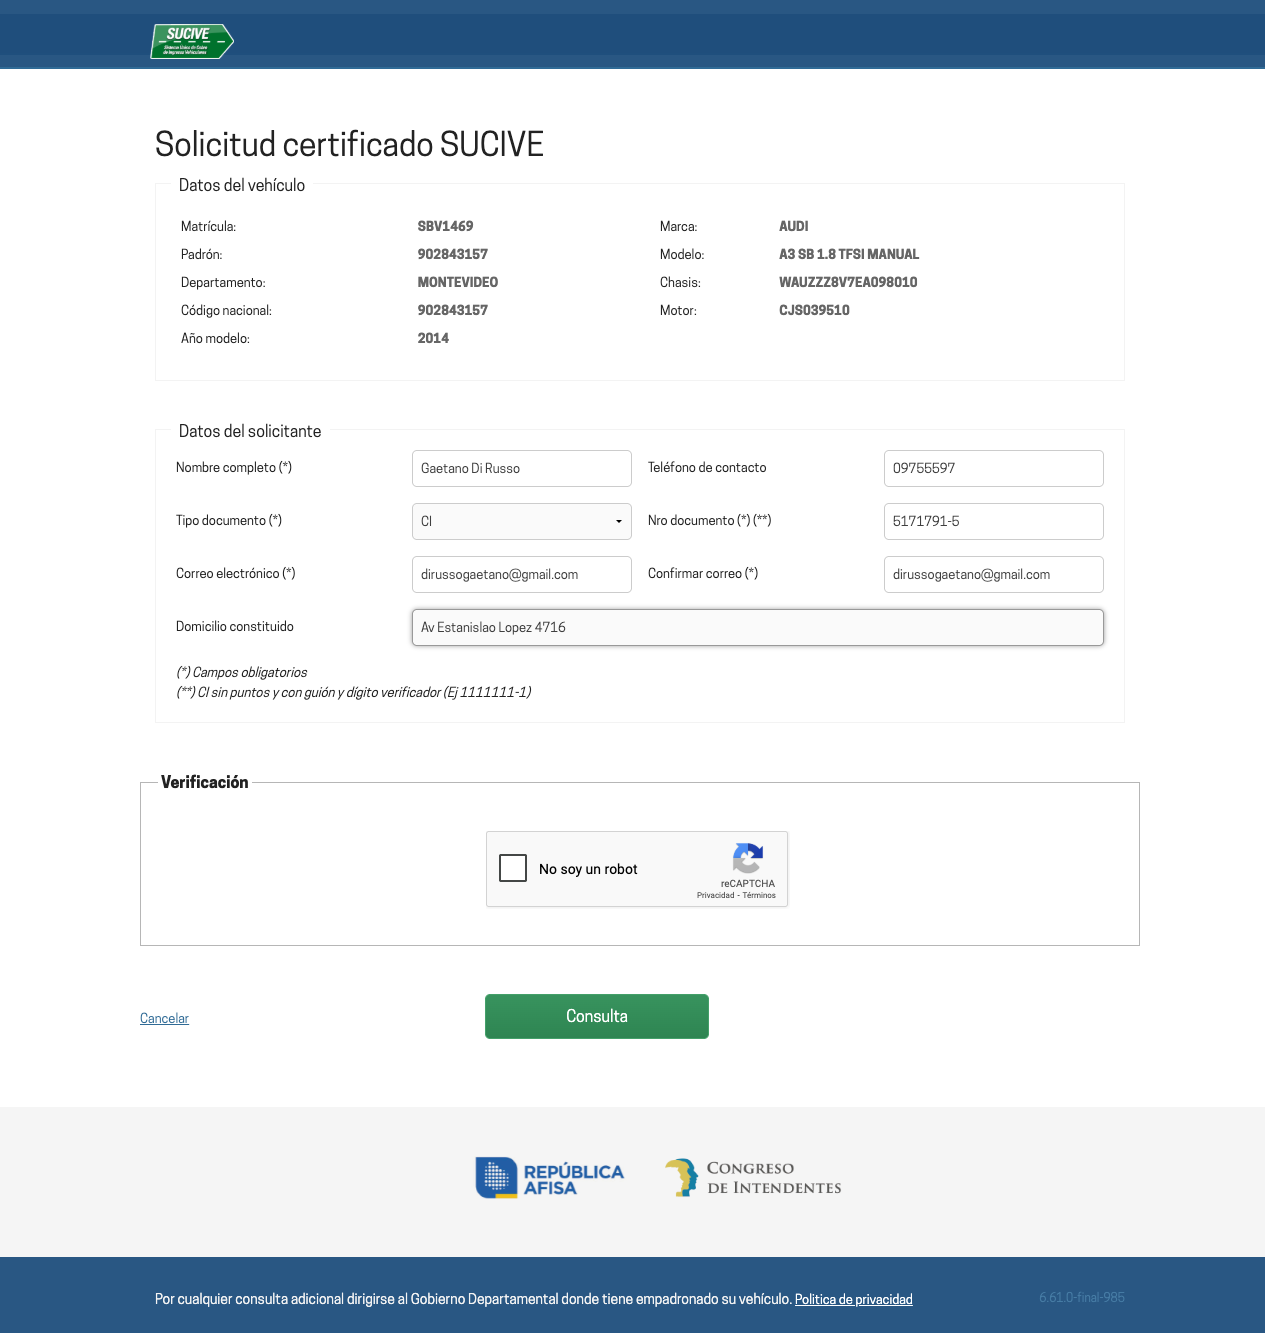 SUCIVE
Sistema Único de Cobro
de Ingresos Vehiculares
Solicitud certificado SUCIVE
Datos del vehículo
Matrícula: SBV1469 Marca: AUDI
Padrón: 902843157 Modelo: A3 SB 1.8 TFSI MANUAL
Departamento: MONTEVIDEO Chasis: WAUZZZ8V7EA098010
Código nacional: 902843157 Motor: CJS039510
Año modelo: 2014
Datos del solicitante
Nombre completo (*) Gaetano Di Russo Teléfono de contacto 09755597
Tipo documento (*) CI Nro documento (*) (**) 5171791-5
Correo electrónico (*) dirussogaetano@gmail.com Confirmar correo (*) dirussogaetano@gmail.com
Domicilio constituido Av Estanislao Lopez 4716
(*) Campos obligatorios
(**) CI sin puntos y con guión y dígito verificador (Ej 1111111-1)
Verificación
No soy un robot
reCAPTCHA
Privacidad - Términos
Cancelar Consulta
REPÚBLICA
AFISA
CONGRESO
DE INTENDENTES
Por cualquier consulta adicional dirigirse al Gobierno Departamental donde tiene empadronado su vehículo. Politica de privacidad 6.61.0-final-985